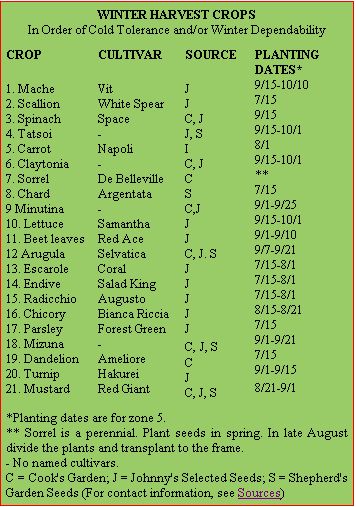 WINTER HARVEST CROPS
In Order of Cold Tolerance and/or Winter Dependability
CROP CULTIVAR SOURCE PLANTING
DATES*
1. Mache Vit J 9/15-10/10
2. Scallion White Spear J 7/15
3. Spinach Space C, J 9/15
4. Tatsoi - J, S 9/15-10/1
5. Carrot Napoli I 8/1
6. Claytonia - C, J 9/15-10/1
7. Sorrel De Belleville C **
8. Chard Argentata S 7/15
9 Minutina - C,J 9/1-9/25
10. Lettuce Samantha J 9/15-10/1
11. Beet leaves Red Ace J 9/1-9/10
12 Arugula Selvatica C, J. S 9/7-9/21
13. Escarole Coral J 7/15-8/1
14. Endive Salad King J 7/15-8/1
15. Radicchio Augusto J 7/15-8/1
16. Chicory Bianca Riccia J 8/15-8/21
17. Parsley Forest Green J 7/15
18. Mizuna - C, J, S 9/1-9/21
19. Dandelion Ameliore C 7/15
20. Turnip Hakurei J 9/1-9/15
21. Mustard Red Giant C, J, S 8/21-9/1
*Planting dates are for zone 5.
** Sorrel is a perennial. Plant seeds in spring. In late August
divide the plants and transplant to the frame.
- No named cultivars.
C = Cook's Garden; J = Johnny's Selected Seeds; S = Shepherd's
Garden Seeds (For contact information, see Sources)